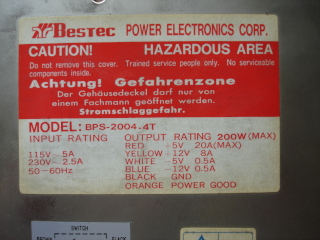 BESTEC POWER ELECTRONICS CORP.
CAUTION! HAZARDOUS AREA
Do not remove this cover. Trained service people only. No serviceable
components inside.
Achtung! Gefahrenzone
Der Gehäusedeckel darf nur von
einem Fachmann geöffnet werden.
Stromschlaggefahr.
MODEL: BPS-2004-4T
INPUT RATING OUTPUT RATING 200W(MAX)
RED +5V 20A(MAX)
115V~5A YELLOW+12V 8A
230V~2.5A WHITE-5V 0.5A
50-60Hz BLUE-12V 0.5A
BLACK GND
ORANGE POWER GOOD
SWITCH
BROWN BLACK